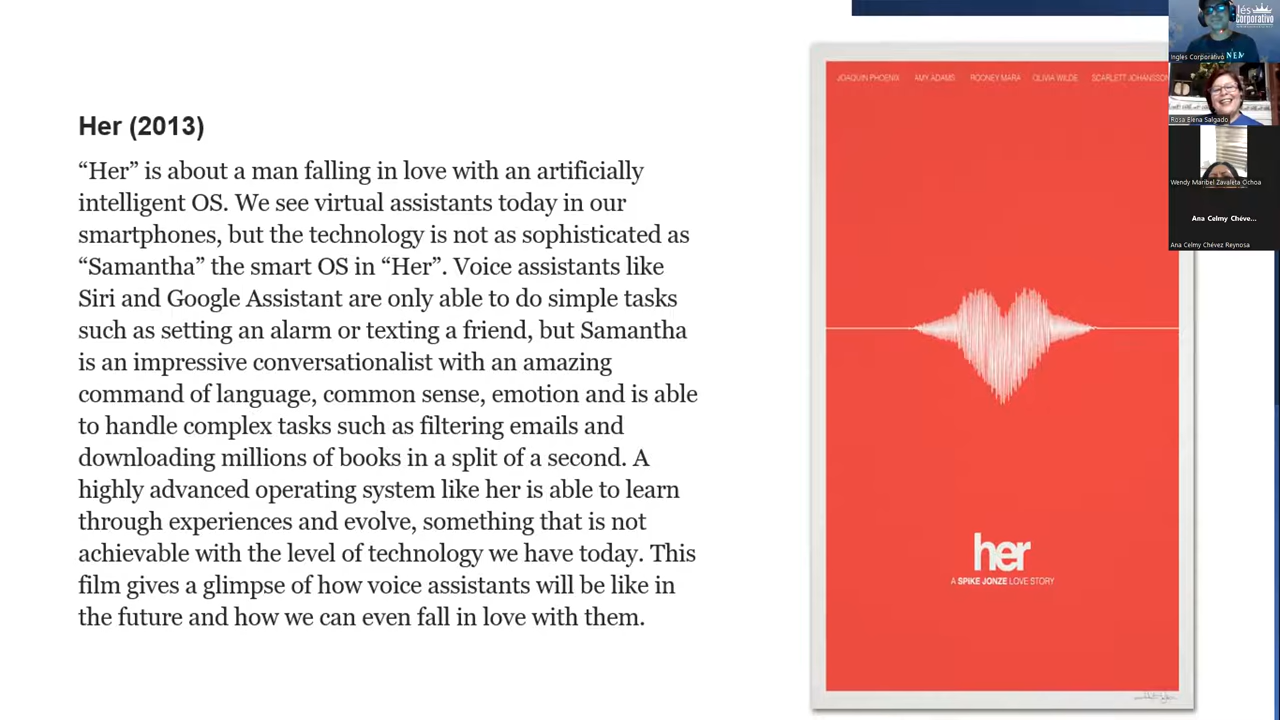 Her (2013)
“Her” is about a man falling in love with an artificially
intelligent OS. We see virtual assistants today in our
smartphones, but the technology is not as sophisticated as
“Samantha” the smart OS in “Her”. Voice assistants like
Siri and Google Assistant are only able to do simple tasks
such as setting an alarm or texting a friend, but Samantha
is an impressive conversationalist with an amazing
command of language, common sense, emotion and is able
to handle complex tasks such as filtering emails and
downloading millions of books in a split of a second. A
highly advanced operating system like her is able to learn
through experiences and evolve, something that is not
achievable with the level of technology we have today. This
film gives a glimpse of how voice assistants will be like in
the future and how we can even fall in love with them.
JOAQUIN PHOENIX AMY ADAMS ROONEY MARA OLIVIA WILDE SCARLETT JOHANSSON
her
A SPIKE JONZE LOVE STORY
lés
Corporativo
NEM
Ingles Corporativo
Rosa Elena Salgado
Wendy Maribel Zavaleta Ochoa
Ana Celmy Chéve...
Ana Celmy Chévez Reynosa